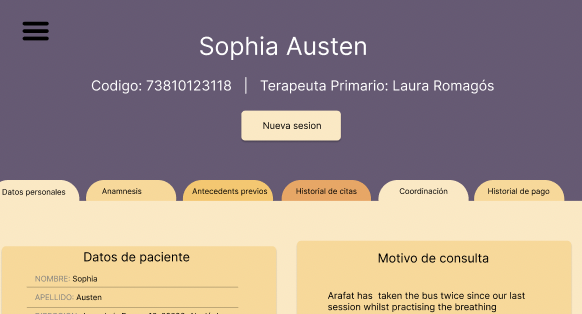 Sophia Austen
Codigo: 73810123118 | Terapeuta Primario: Laura Romagós
Nueva sesion
Datos personales
Anamnesis
Antecedents previos
Historial de citas
Coordinación
Historial de pago
Datos de paciente
NOMBRE: Sophia
APELLIDO: Austen
Motivo de consulta
Arafat has taken the bus twice since our last
session whilst practising the breathing